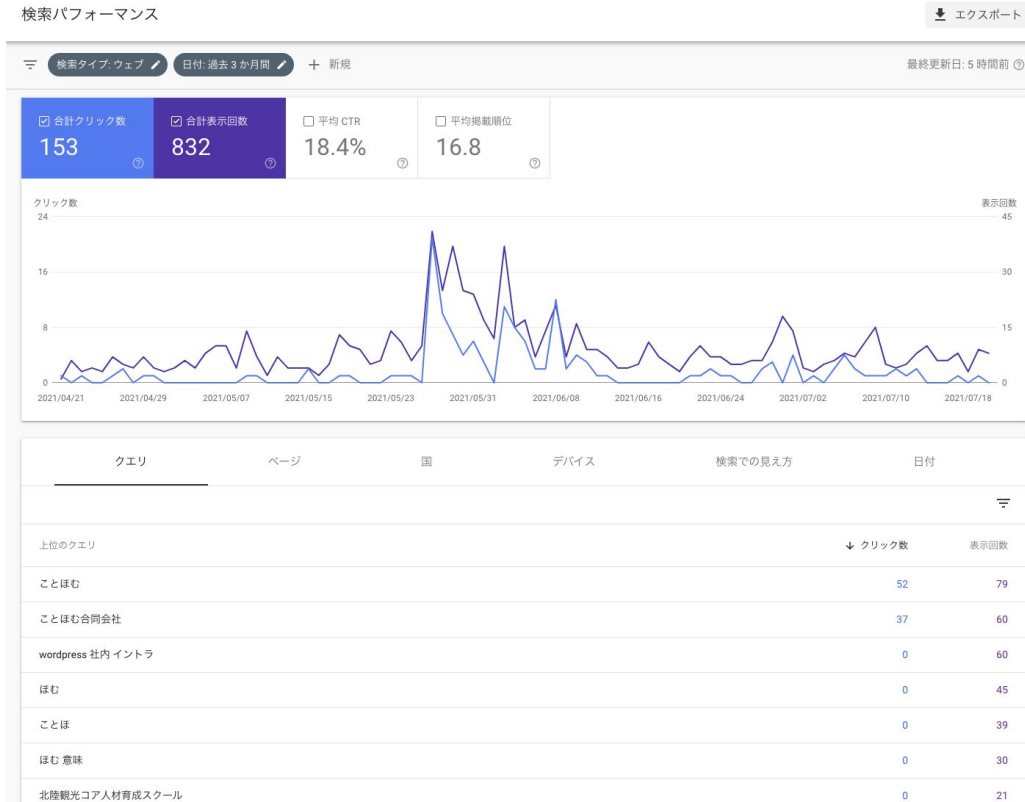 検索パフォーマンス
エクスポート
検索タイプ: ウェブ
日付: 過去 3 か月間
+ 新規
最終更新日: 5 時間前
合計クリック数
153
合計表示回数
832
平均 CTR
18.4%
平均掲載順位
16.8
クリック数
表示回数
24
45
16
30
8
15
0
0
2021/04/21 2021/04/29 2021/05/07 2021/05/15 2021/05/23 2021/05/31 2021/06/08 2021/06/16 2021/06/24 2021/07/02 2021/07/10 2021/07/18
クエリ ページ 国 デバイス 検索での見え方 日付
上位のクエリ クリック数 表示回数
ことほむ 52 79
ことほむ合同会社 37 60
wordpress 社内 イントラ 0 60
ほむ 0 45
ことほ 0 39
ほむ 意味 0 30
北陸観光コア人材育成スクール 0 21